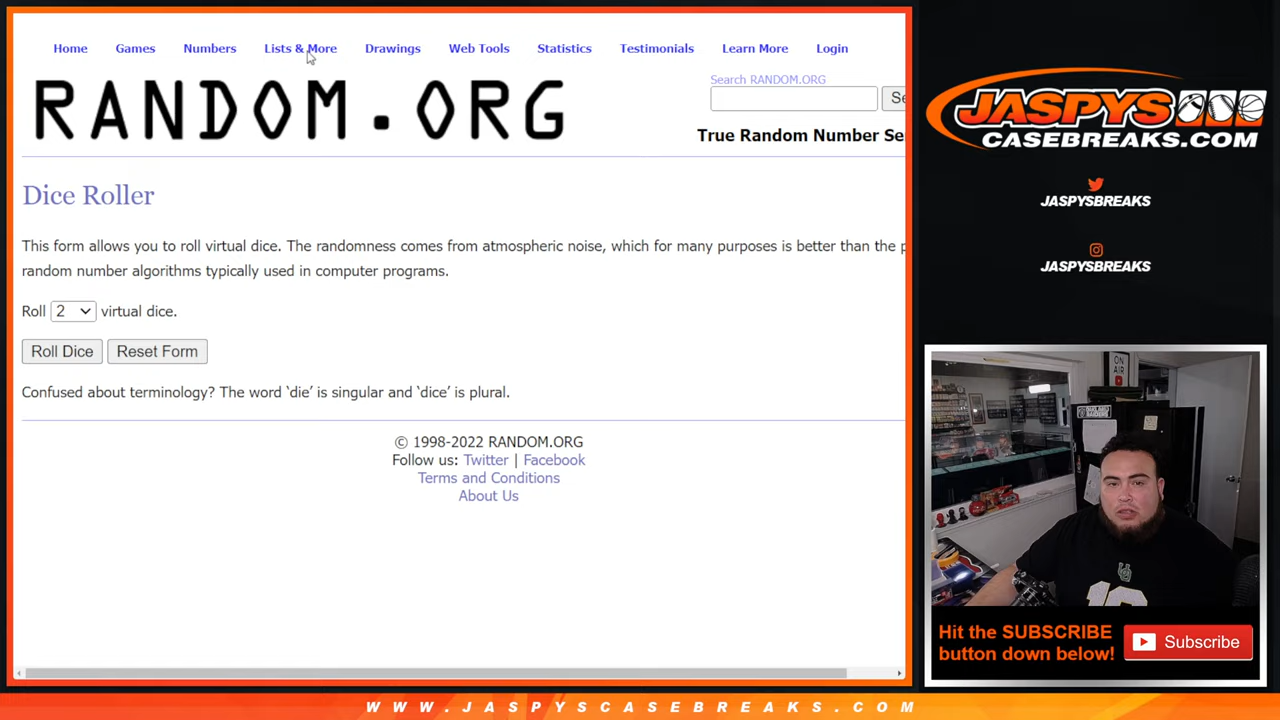 Home Games Numbers Lists & More Drawings Web Tools Statistics Testimonials Learn More Login
RANDOM.ORG
Search RANDOM.ORG
Se
True Random Number Se
Dice Roller
This form allows you to roll virtual dice. The randomness comes from atmospheric noise, which for many purposes is better than the p
random number algorithms typically used in computer programs.
Roll 2 virtual dice.
Roll Dice Reset Form
Confused about terminology? The word ‘die’ is singular and ‘dice’ is plural.
© 1998-2022 RANDOM.ORG
Follow us: Twitter | Facebook
Terms and Conditions
About Us
JASPYS
CASEBREAKS.COM
JASPYSBREAKS
JASPYSBREAKS
ON
AIR
Hit the SUBSCRIBE
button down below!
Subscribe
WWW.JASPYSCASEBREAKS.COM